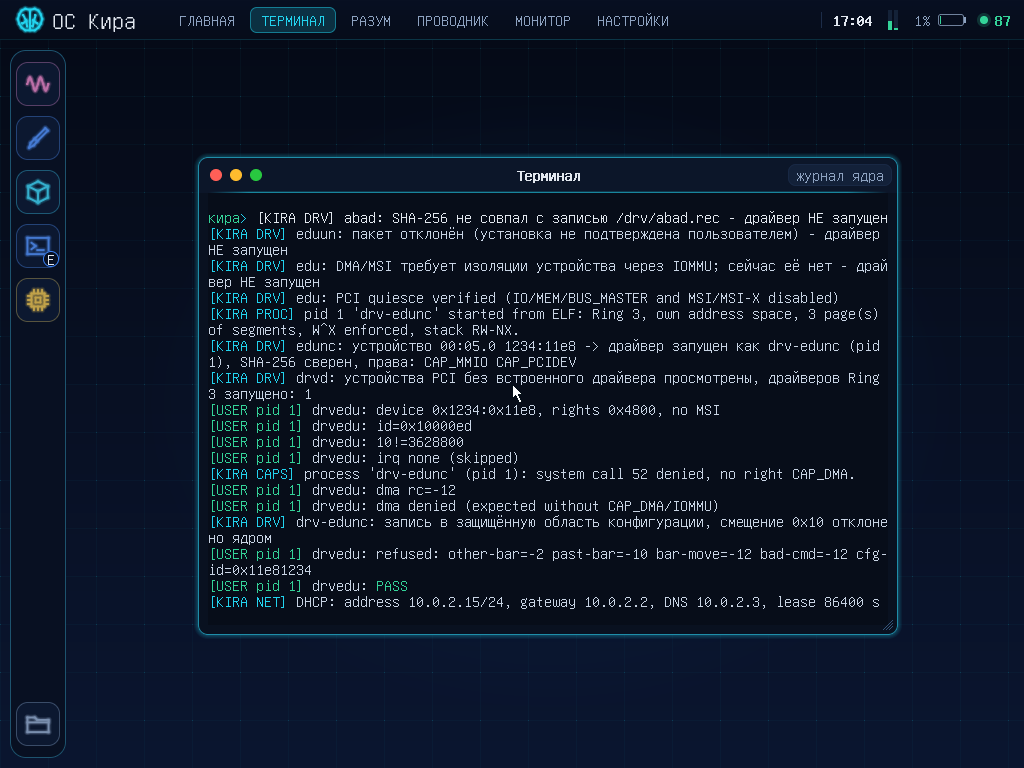 ОС Кира
ГЛАВНАЯ
ТЕРМИНАЛ
РАЗУМ
ПРОВОДНИК
МОНИТОР
НАСТРОЙКИ
17:04
1%
87
E
Терминал
журнал ядра
кира> [KIRA DRV] abad: SHA-256 не совпал с записью /drv/abad.rec - драйвер НЕ запущен
[KIRA DRV] eduun: пакет отклонён (установка не подтверждена пользователем) - драйвер
НЕ запущен
[KIRA DRV] edu: DMA/MSI требует изоляции устройства через IOMMU; сейчас её нет - драй
вер НЕ запущен
[KIRA DRV] edu: PCI quiesce verified (IO/MEM/BUS_MASTER and MSI/MSI-X disabled)
[KIRA PROC] pid 1 'drv-edunc' started from ELF: Ring 3, own address space, 3 page(s)
of segments, W^X enforced, stack RW-NX.
[KIRA DRV] edunc: устройство 00:05.0 1234:11e8 -> драйвер запущен как drv-edunc (pid
1), SHA-256 сверен, права: CAP_MMIO CAP_PCIDEV
[KIRA DRV] drvd: устройства PCI без встроенного драйвера просмотрены, драйверов Ring
3 запущено: 1
[USER pid 1] drvedu: device 0x1234:0x11e8, rights 0x4800, no MSI
[USER pid 1] drvedu: id=0x10000ed
[USER pid 1] drvedu: 10!=3628800
[USER pid 1] drvedu: irq none (skipped)
[KIRA CAPS] process 'drv-edunc' (pid 1): system call 52 denied, no right CAP_DMA.
[USER pid 1] drvedu: dma rc=-12
[USER pid 1] drvedu: dma denied (expected without CAP_DMA/IOMMU)
[KIRA DRV] drv-edunc: запись в защищённую область конфигурации, смещение 0x10 отклоне
но ядром
[USER pid 1] drvedu: refused: other-bar=-2 past-bar=-10 bar-move=-12 bad-cmd=-12 cfg-
id=0x11e81234
[USER pid 1] drvedu: PASS
[KIRA NET] DHCP: address 10.0.2.15/24, gateway 10.0.2.2, DNS 10.0.2.3, lease 86400 s